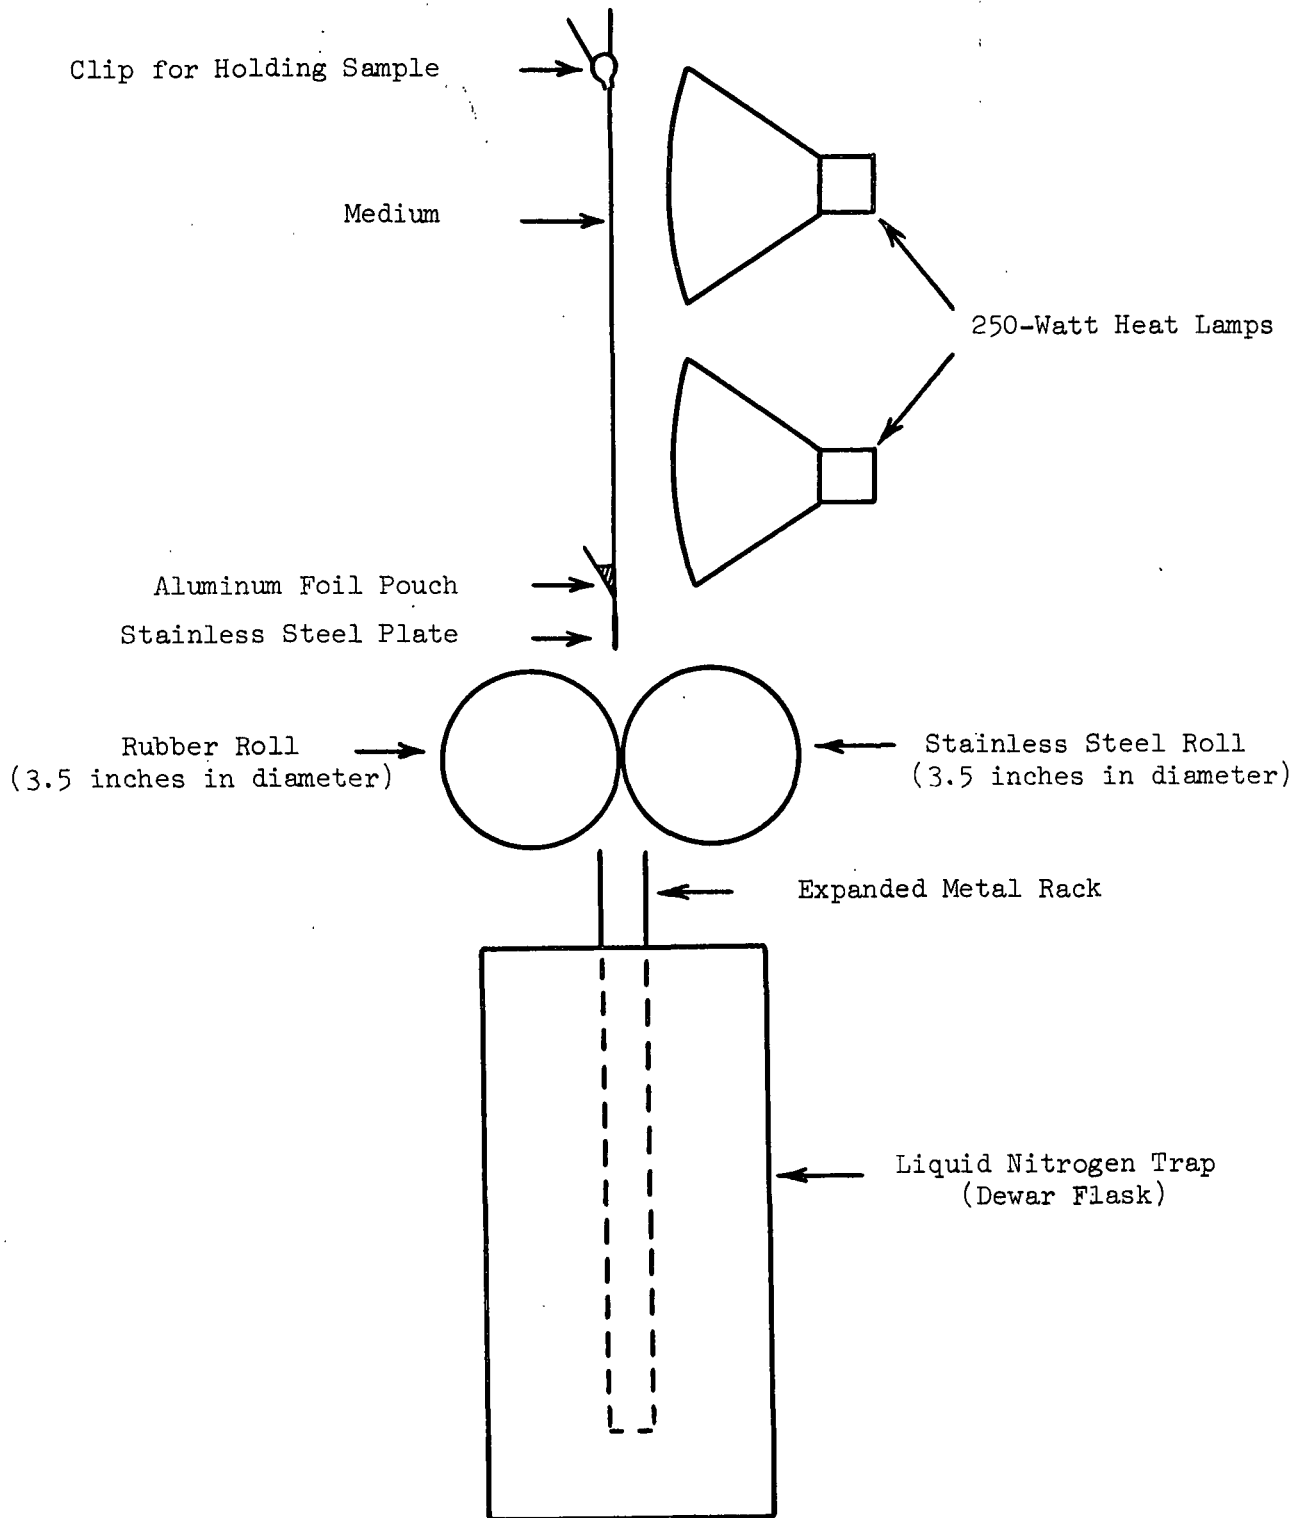 Clip for Holding Sample
Medium
250-Watt Heat Lamps
Aluminum Foil Pouch
Stainless Steel Plate
Rubber Roll
(3.5 inches in diameter)
Stainless Steel Roll
(3.5 inches in diameter)
Expanded Metal Rack
Liquid Nitrogen Trap
(Dewar Flask)